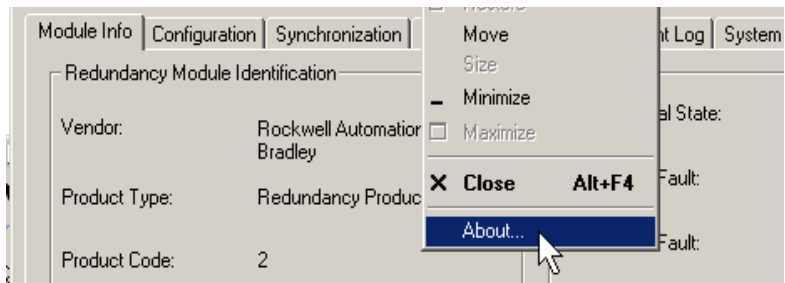 Restore
Module Info Configuration Synchronization Move nt Log System
Redundancy Module Identification Size
Minimize
Vendor: Rockwell Automation Maximize al State:
Bradley
Close Alt+F4 Fault:
Product Type: Redundancy Produc
About... Fault:
Product Code: 2